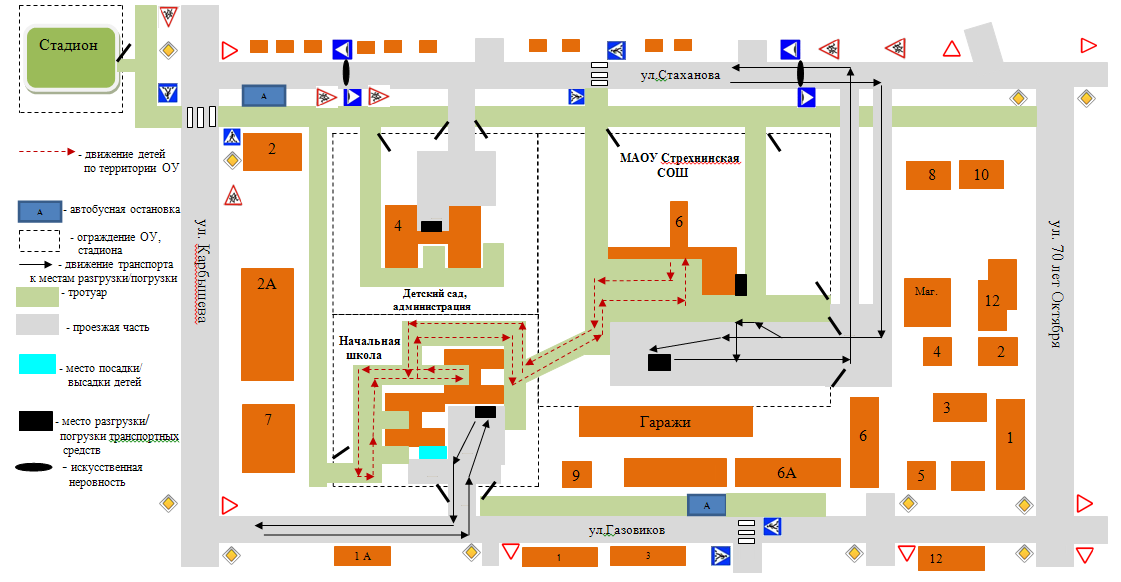 Стадион
ул.Стаханова
А
2
МАОУ Стрехнинская
СОШ
- движение детей
по территории ОУ
8
10
А
- автобусная остановка
4
6
ул. Карбышева
ул. 70 лет Октября
- ограждение ОУ,
стадиона
- движение транспорта
к местам разгрузки/погрузки
2А
Детский сад,
администрация
Маг.
12
- тротуар
- проезжая часть
Начальная
школа
4
2
- место посадки/
высадки детей
7
Гаражи
3
6
1
- место разгрузки/
погрузки транспортных
средств
- искусственная
неровность
9
6А
5
А
ул.Газовиков
1 А
1
3
12